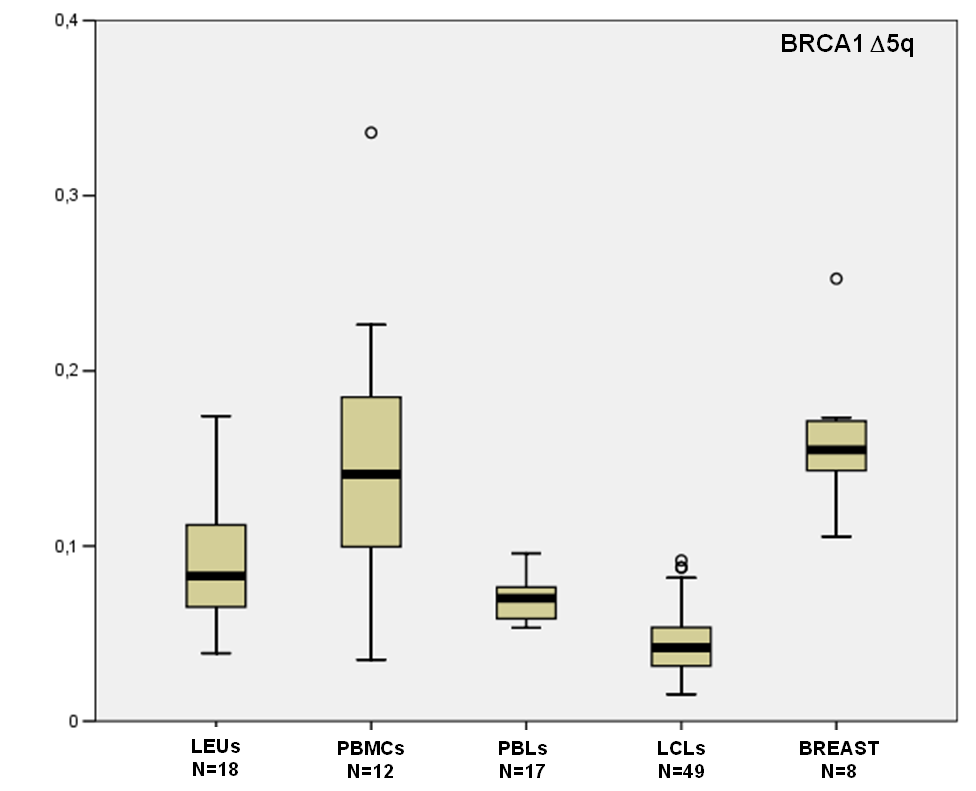 BRCA1 Δ5q
0,4
0,3
0,2
0,1
0
LEUs PBMCs PBLs LCLs BREAST
N=18 N=12 N=17 N=49 N=8